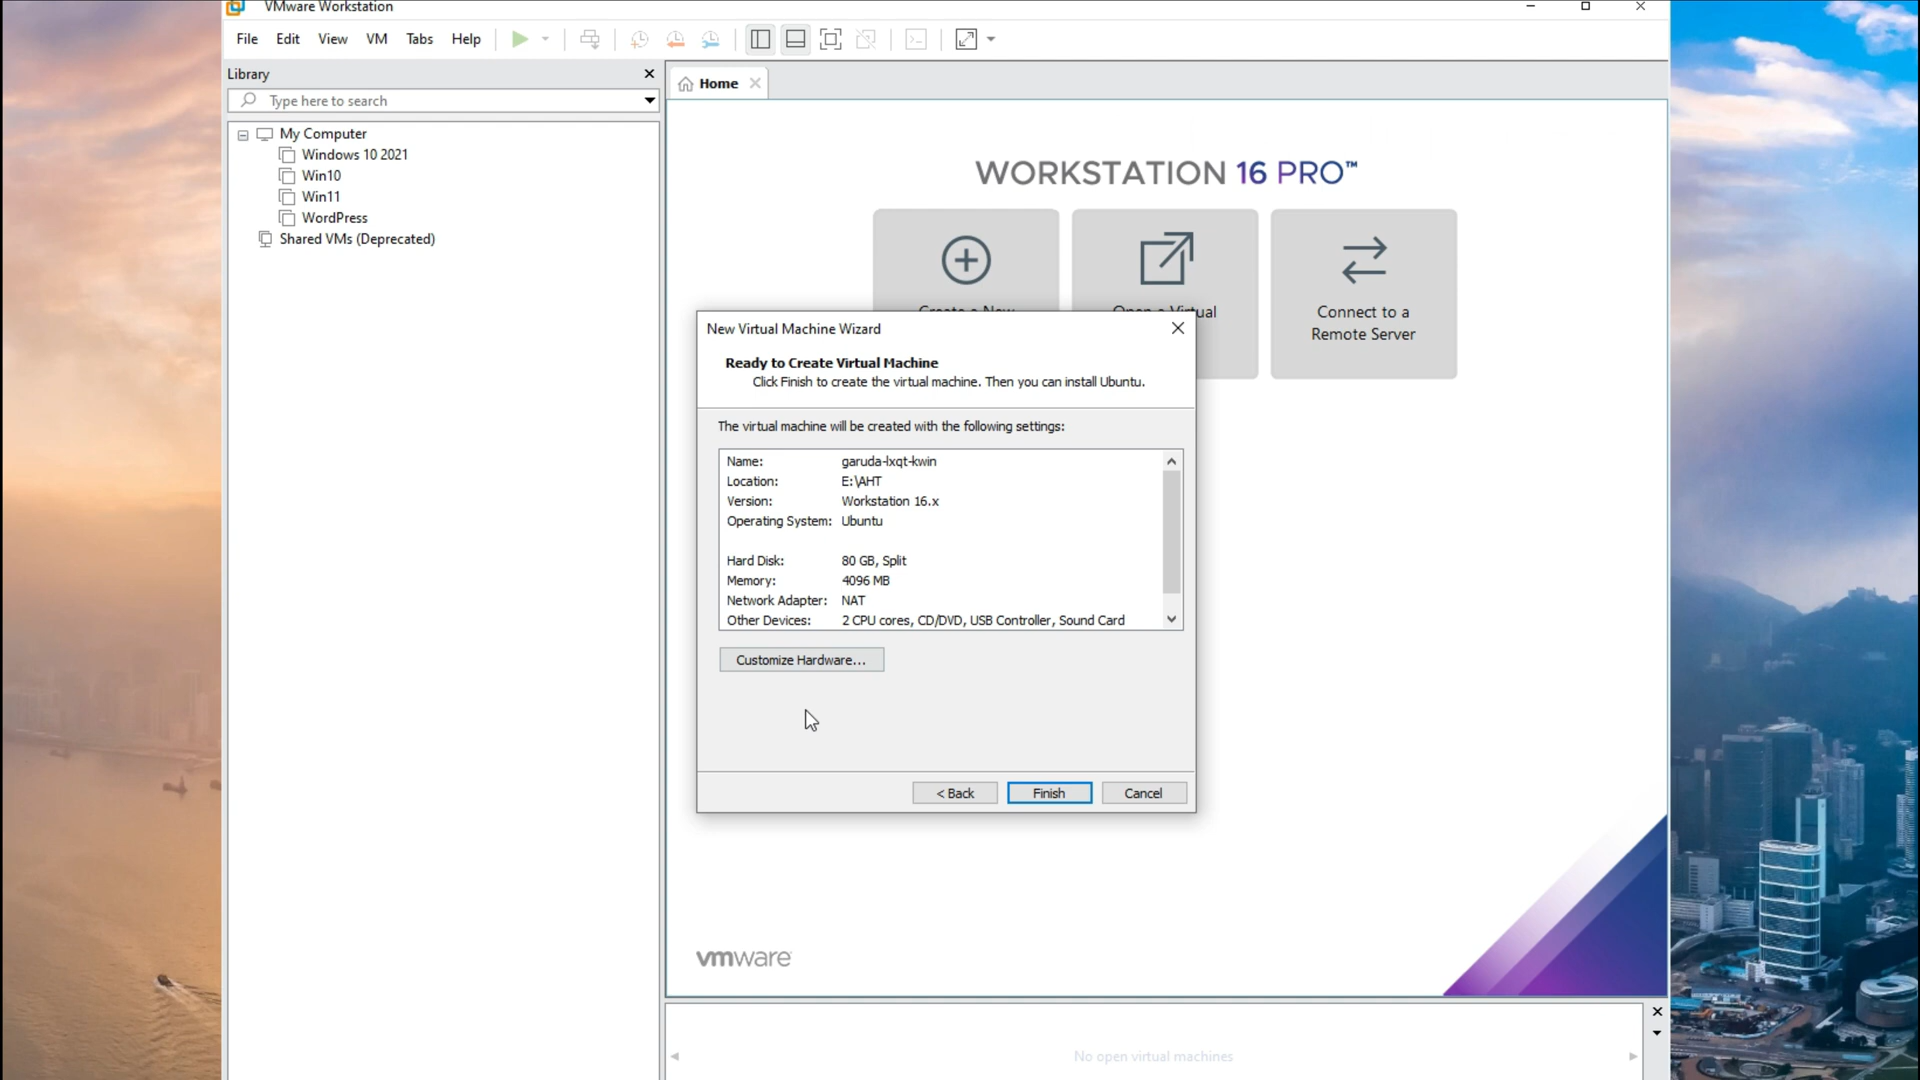 VMware Workstation
File Edit View VM Tabs Help
Library
Type here to search
My Computer
Windows 10 2021
Win10
Win11
WordPress
Shared VMs (Deprecated)
Home
WORKSTATION 16 PRO™
Connect to a
Remote Server
New Virtual Machine Wizard
Ready to Create Virtual Machine
Click Finish to create the virtual machine. Then you can install Ubuntu.
The virtual machine will be created with the following settings:
Name: garuda-lxqt-kwin
Location: E:\AHT
Version: Workstation 16.x
Operating System: Ubuntu
Hard Disk: 80 GB, Split
Memory: 4096 MB
Network Adapter: NAT
Other Devices: 2 CPU cores, CD/DVD, USB Controller, Sound Card
Customize Hardware...
< Back Finish Cancel
vmware
No open virtual machines